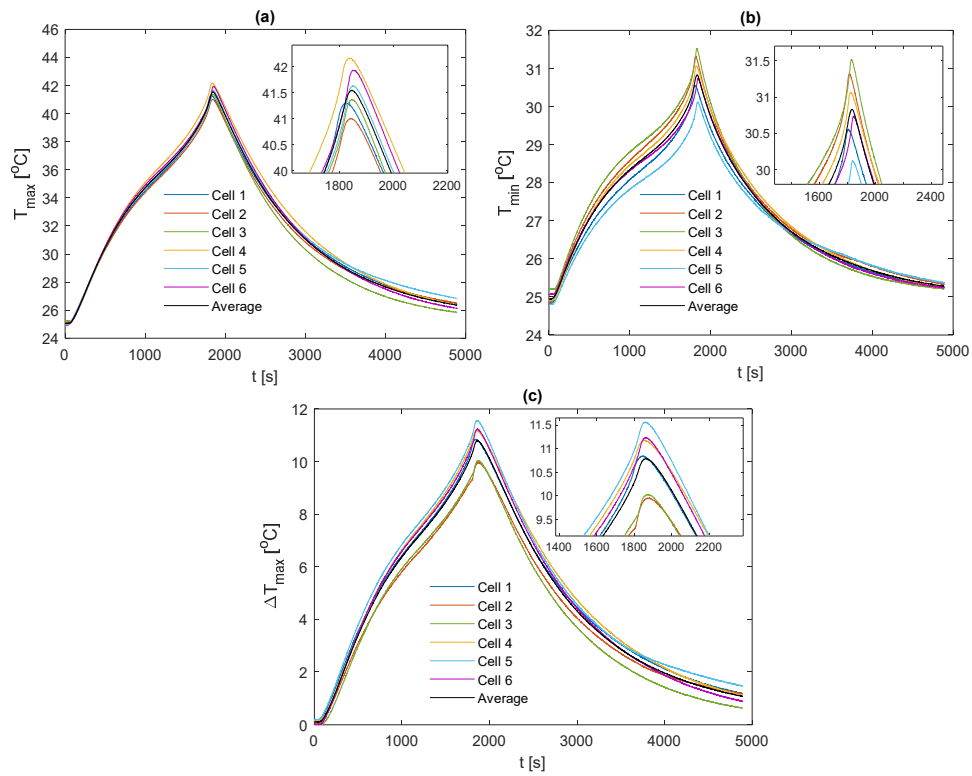 (a)
T_max [°C]
46
44
42
40
38
36
34
32
30
28
26
24
42
41.5
41
40.5
40
1800
2000
2200
Cell 1
Cell 2
Cell 3
Cell 4
Cell 5
Cell 6
Average
0
1000
2000
3000
4000
5000
t [s]
(b)
T_min [°C]
32
31
30
29
28
27
26
25
24
31.5
31
30.5
30
1600
1800
2000
2400
Cell 1
Cell 2
Cell 3
Cell 4
Cell 5
Cell 6
Average
0
1000
2000
3000
4000
5000
t [s]
(c)
ΔT_max [°C]
12
10
8
6
4
2
0
11.5
11
10.5
10
9.5
1400
1600
1800
2000
2200
Cell 1
Cell 2
Cell 3
Cell 4
Cell 5
Cell 6
Average
0
1000
2000
3000
4000
5000
t [s]